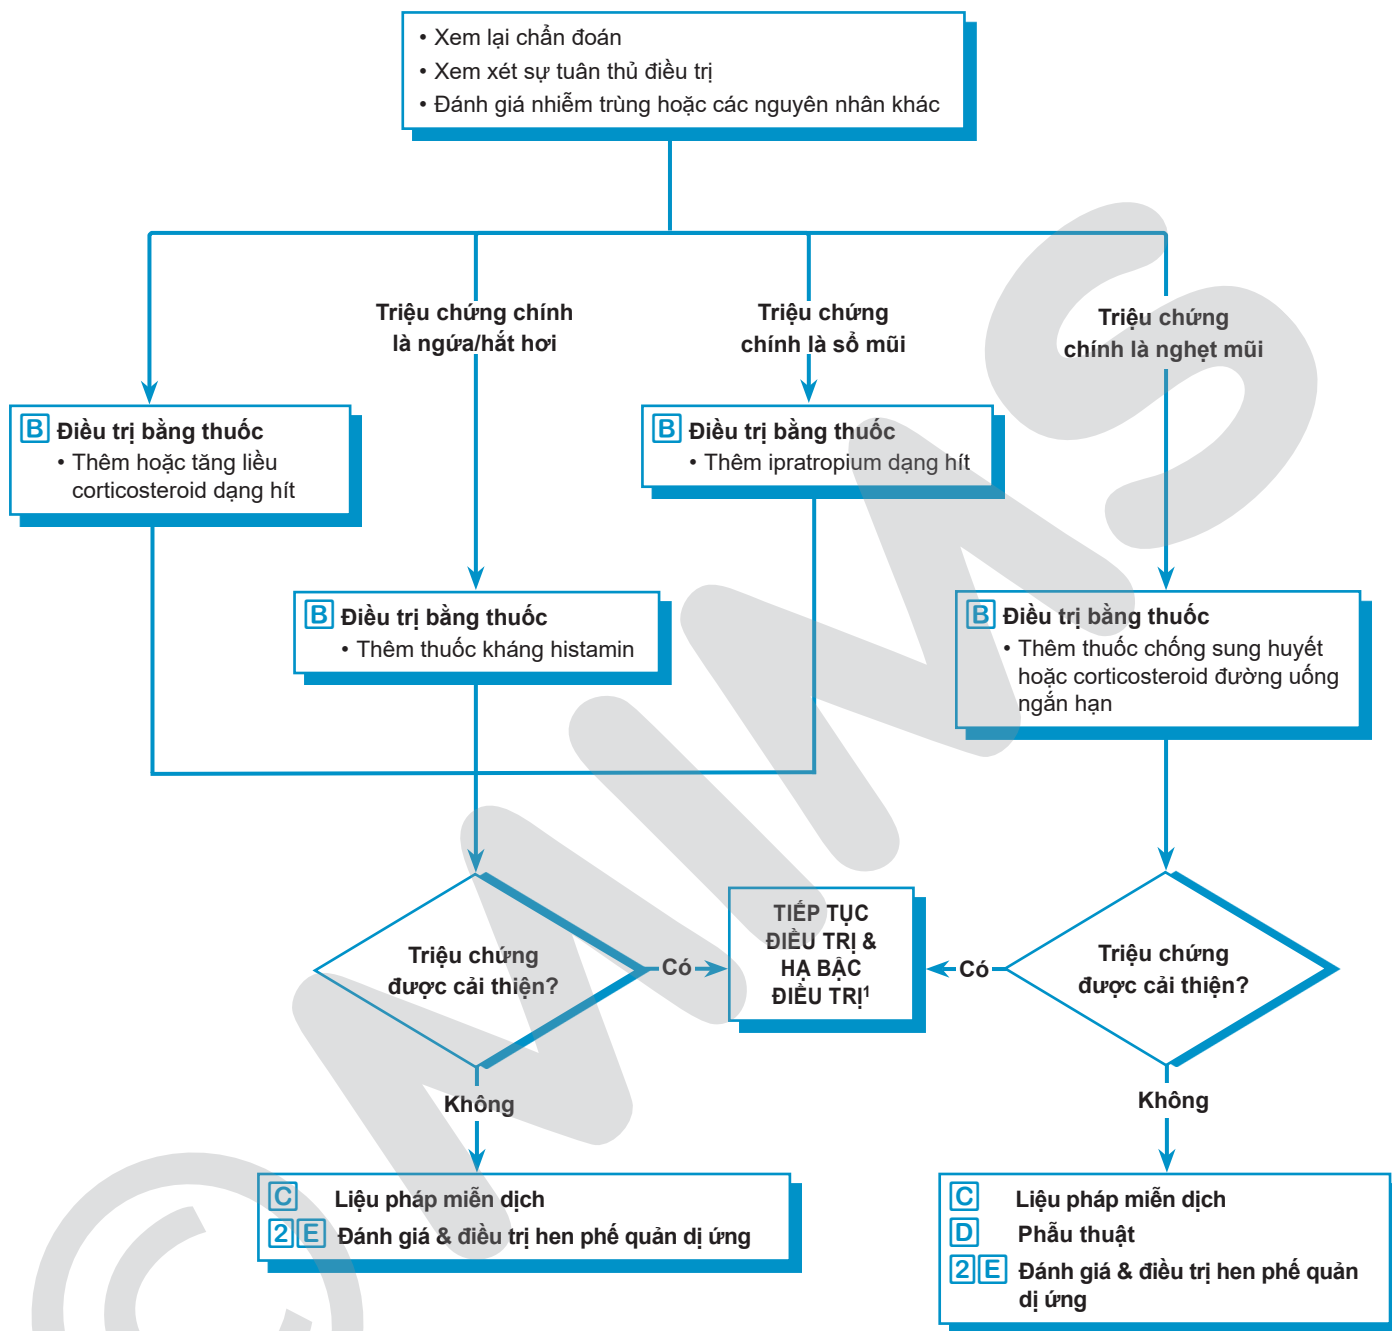 • Xem lại chẩn đoán
• Xem xét sự tuân thủ điều trị
• Đánh giá nhiễm trùng hoặc các nguyên nhân khác
Triệu chứng chính
là ngứa/hắt hơi
Triệu chứng
chính là sổ mũi
Triệu chứng
chính là nghẹt mũi
B Điều trị bằng thuốc
• Thêm hoặc tăng liều
corticosteroid dạng hít
B Điều trị bằng thuốc
• Thêm ipratropium dạng hít
B Điều trị bằng thuốc
• Thêm thuốc kháng histamin
B Điều trị bằng thuốc
• Thêm thuốc chống sung huyết
hoặc corticosteroid đường uống
ngắn hạn
Triệu chứng
được cải thiện?
Có
TIẾP TỤC
ĐIỀU TRỊ &
HẠ BẬC
ĐIỀU TRỊ¹
Có
Triệu chứng
được cải thiện?
Không
Không
C Liệu pháp miễn dịch
2 E Đánh giá & điều trị hen phế quản dị ứng
C Liệu pháp miễn dịch
D Phẫu thuật
2 E Đánh giá & điều trị hen phế quản
dị ứng
© MIMS